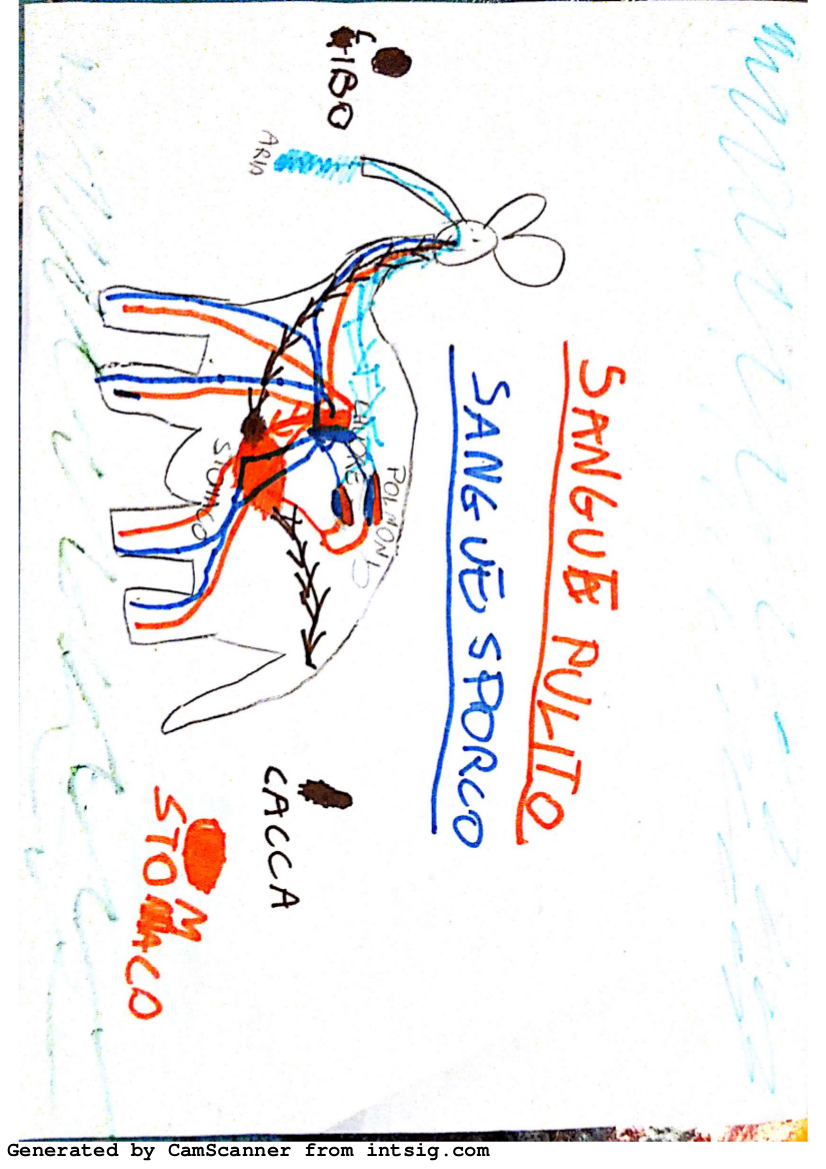 SANGUE PULITO
SANGUE SPORCO
CIBO
ARIA
POLMONI
CUORE
STOMACO
CACCA
STOMACO
Generated by CamScanner from intsig.com